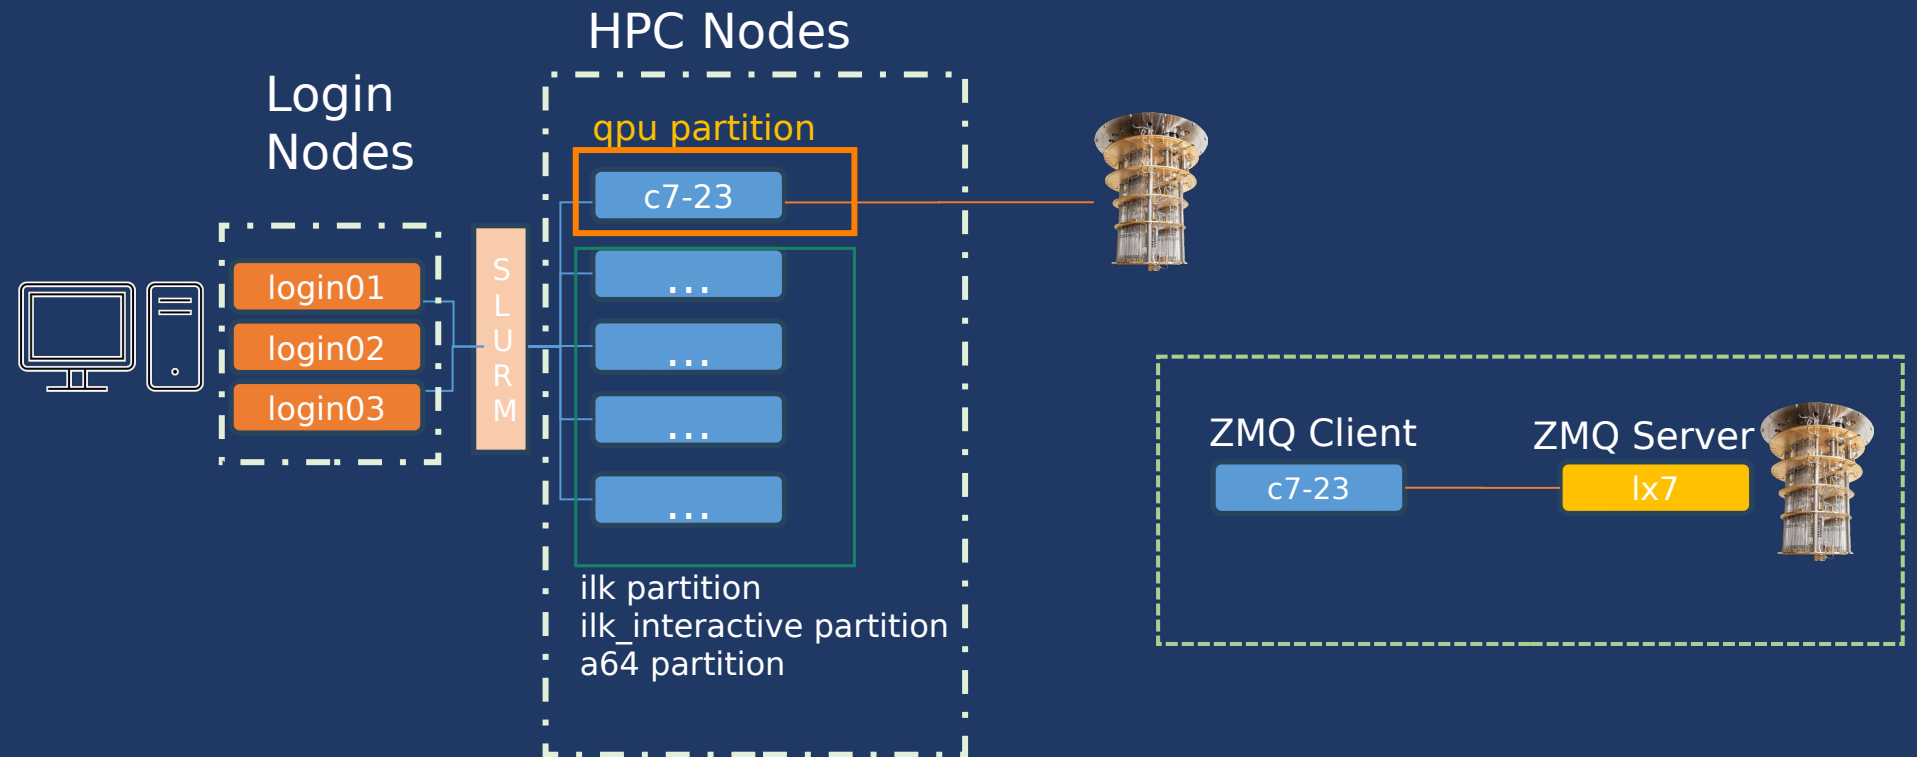 HPC Nodes
Login
Nodes
qpu partition
c7-23
login01
login02
login03
S
L
U
R
M
...
...
...
...
ilk partition
ilk_interactive partition
a64 partition
ZMQ Client
ZMQ Server
c7-23
lx7